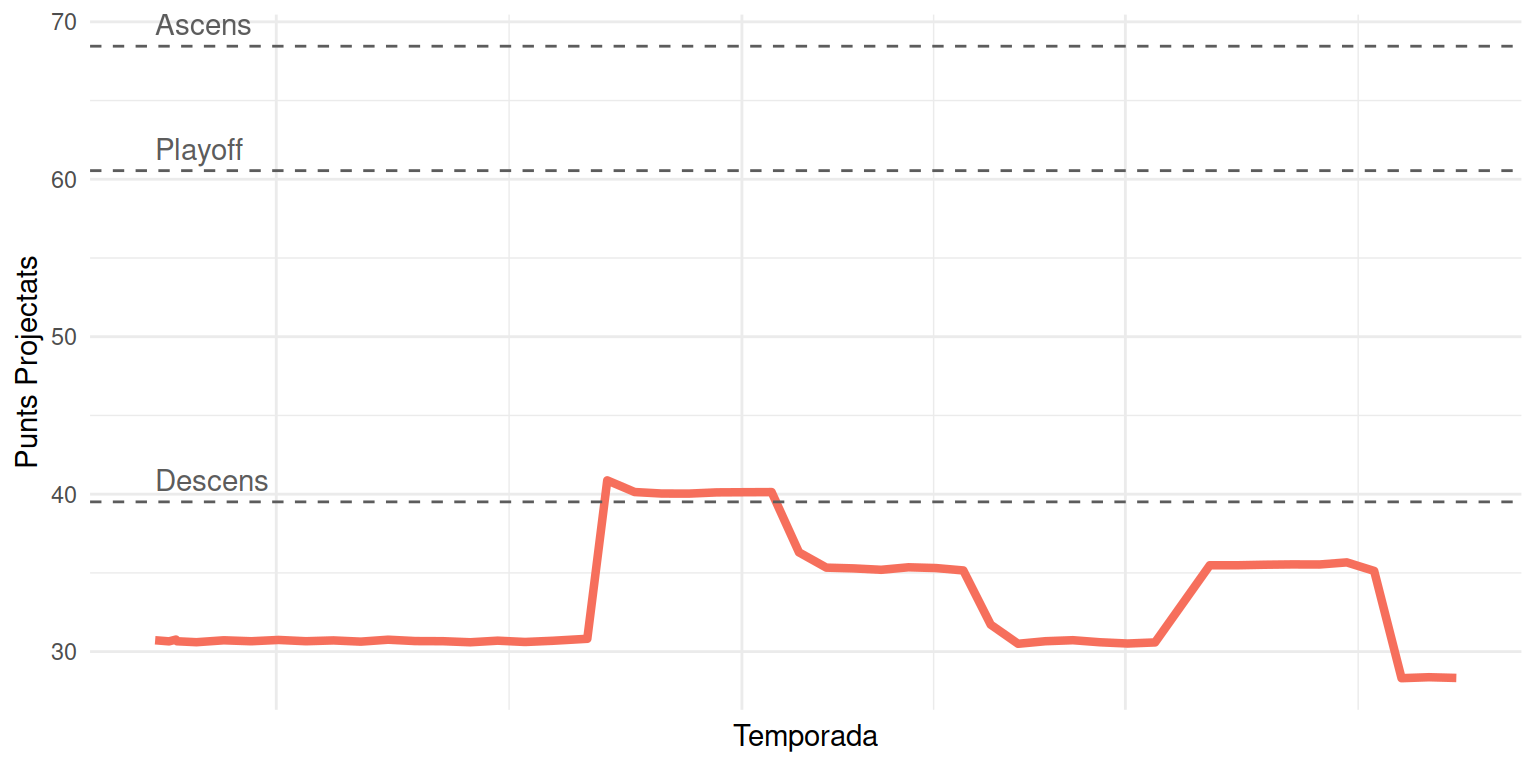 70
Ascens
Playoff
60
Punts Projectats
50
Descens
40
30
Temporada